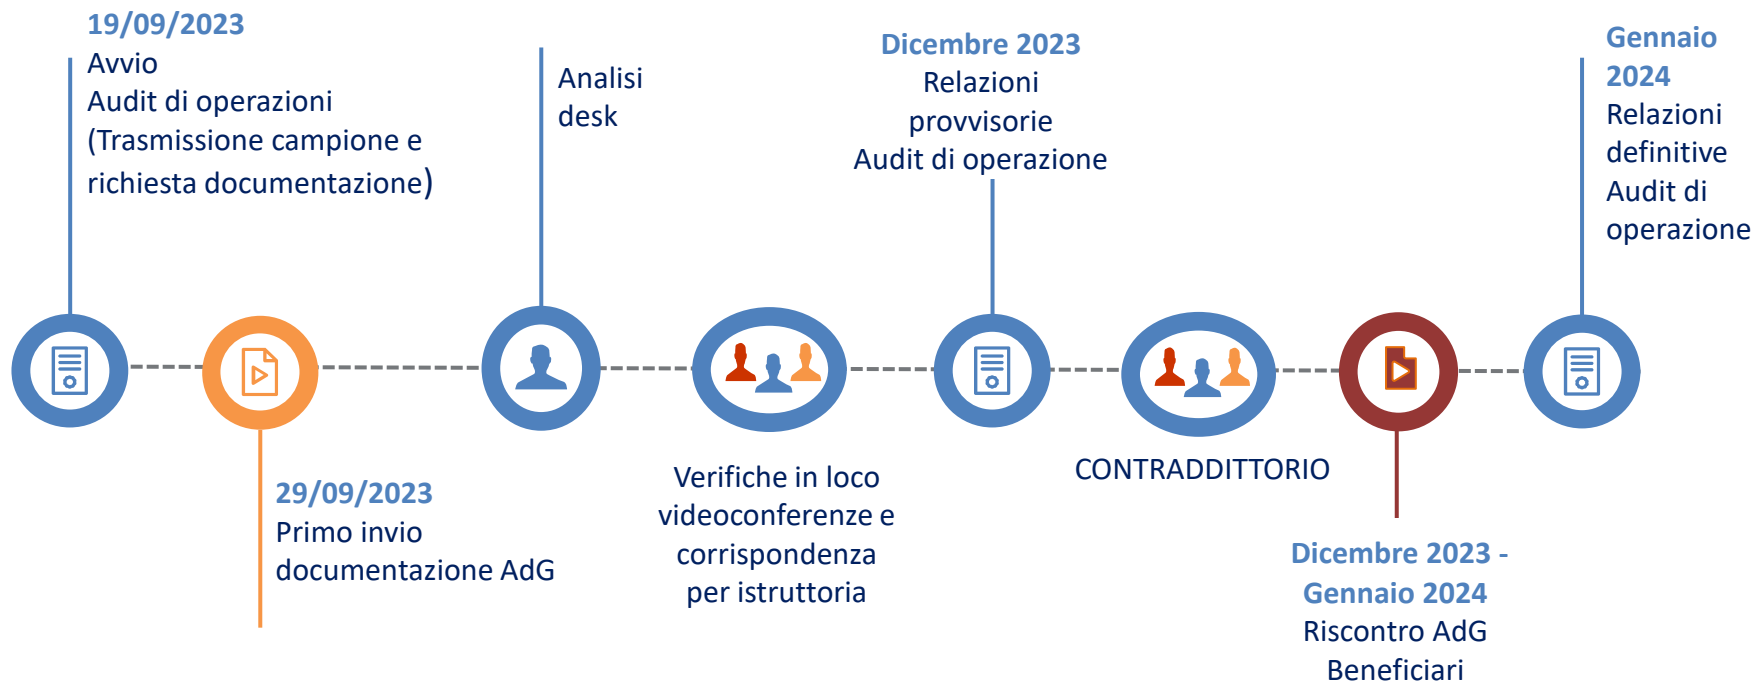 19/09/2023
Avvio
Audit di operazioni
(Trasmissione campione e
richiesta documentazione)
29/09/2023
Primo invio
documentazione AdG
Analisi
desk
Verifiche in loco
videoconferenze e
corrispondenza
per istruttoria
Dicembre 2023
Relazioni
provvisorie
Audit di operazione
CONTRADDITTORIO
Dicembre 2023 -
Gennaio 2024
Riscontro AdG
Beneficiari
Gennaio
2024
Relazioni
definitive
Audit di
operazione